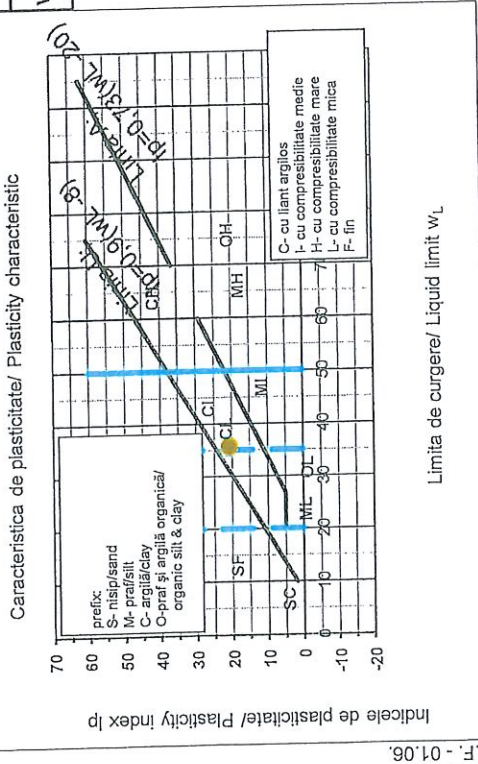 Caracteristica de plasticitate/ Plasticity characteristic
Indicele de plasticitate/ Plasticity index Ip
70
60
50
40
30
20
10
0
-10
-20
prefix:
S- nisip/sand
M- praf/silt
C- argilă/clay
O-praf și argilă organică/
organic silt & clay
Ip=0,9(wL-8)
Ip=0,73(wL-20)
CH
CI
CL
SF
SC
ML
OL
MI
MH
OH
10
20
30
40
50
60
C- cu liant argilos
I- cu compresibilitate medie
H- cu compresibilitate mare
L- cu compresibilitate mica
F- fin
Limita de curgere/ Liquid limit wL
F. - 01.06.